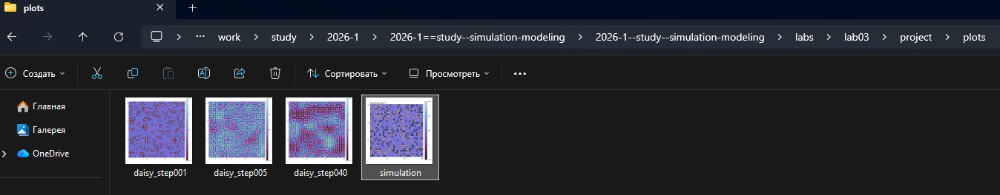 plots
work study 2026-1 2026-1==study--simulation-modeling 2026-1--study--simulation-modeling labs lab03 project plots
Создать Сортировать Просмотреть
Главная
Галерея
OneDrive
daisy_step001 daisy_step005 daisy_step040 simulation